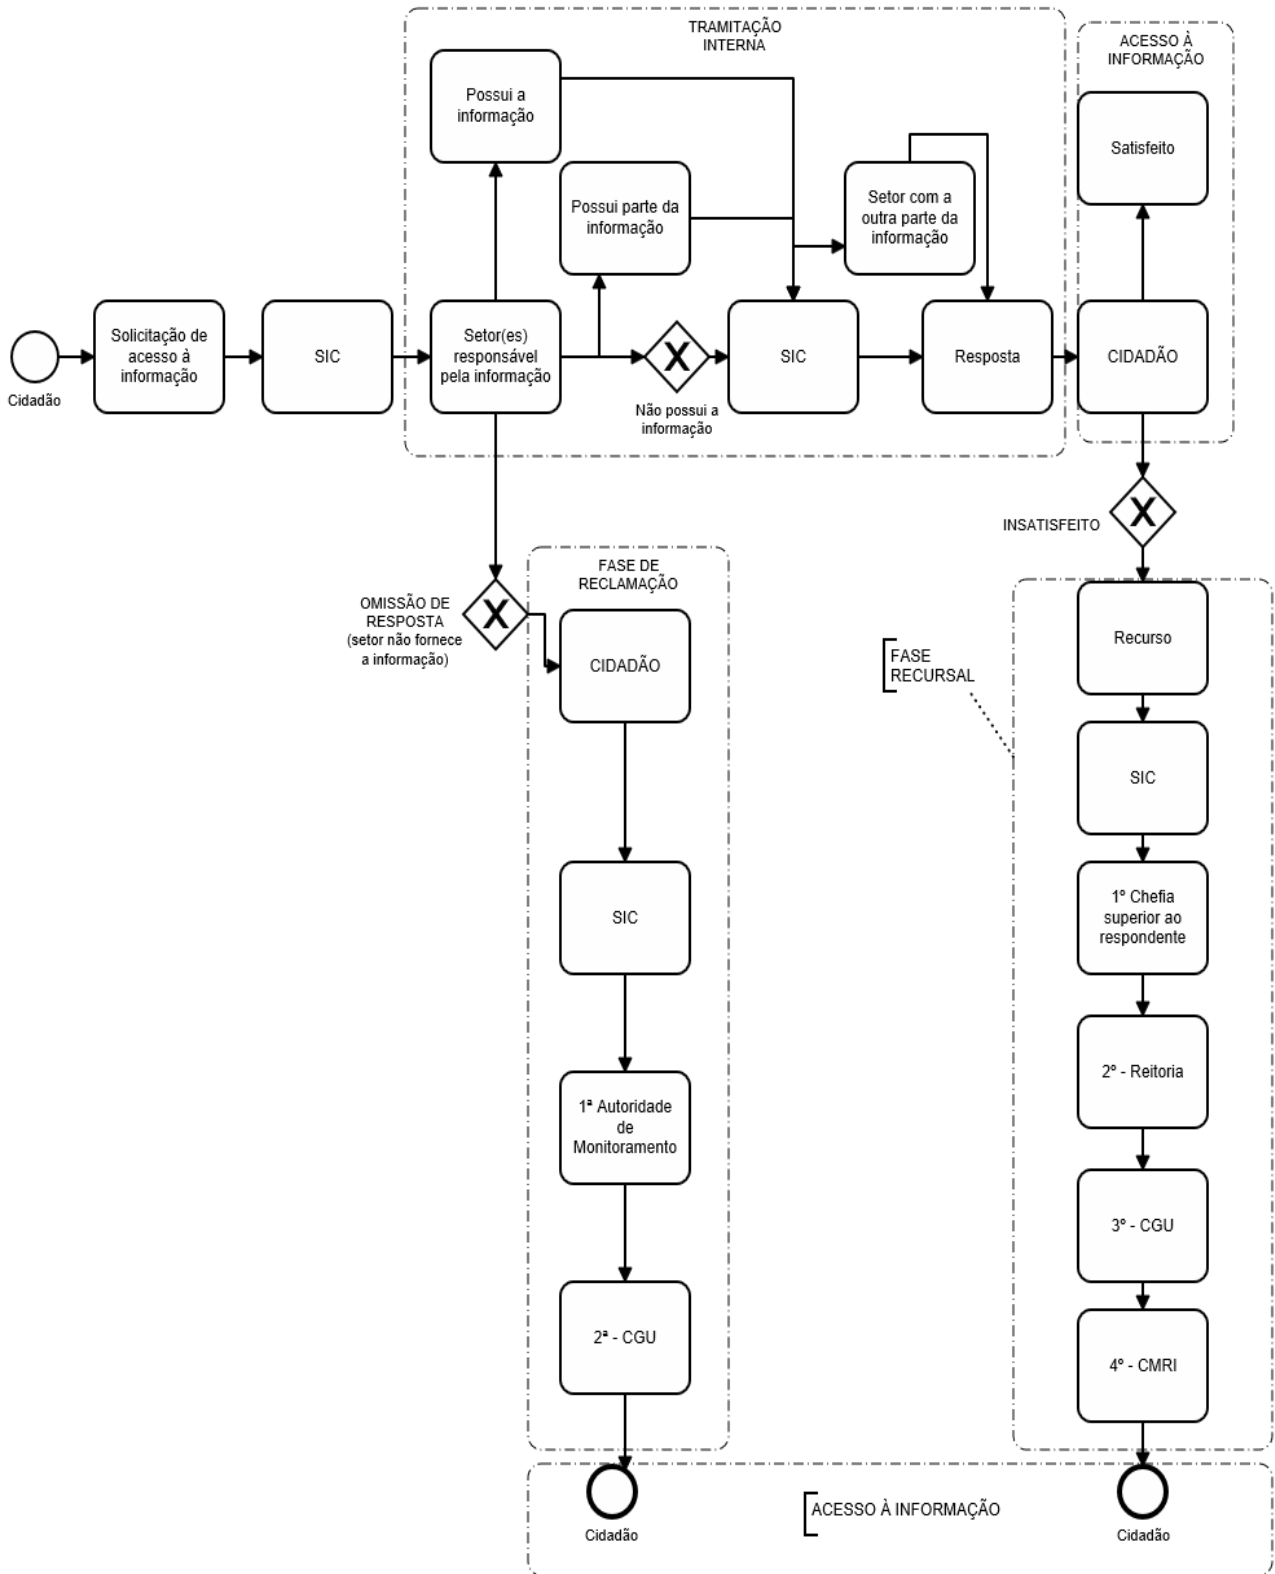 TRAMITAÇÃO
INTERNA
ACESSO À
INFORMAÇÃO
Possui a
informação
Satisfeito
Possui parte da
informação
Setor com a
outra parte da
informação
Cidadão
Solicitação de
acesso à
informação
SIC
Setor(es)
responsável
pela informação
X
Não possui a
informação
SIC
Resposta
CIDADÃO
X
INSATISFEITO
OMISSÃO DE
RESPOSTA
(setor não fornece
a informação)
X
FASE DE
RECLAMAÇÃO
CIDADÃO
SIC
1ª Autoridade
de
Monitoramento
2ª - CGU
FASE
RECURSAL
Recurso
SIC
1º Chefia
superior ao
respondente
2º - Reitoria
3º - CGU
4º - CMRI
Cidadão
ACESSO À INFORMAÇÃO
Cidadão